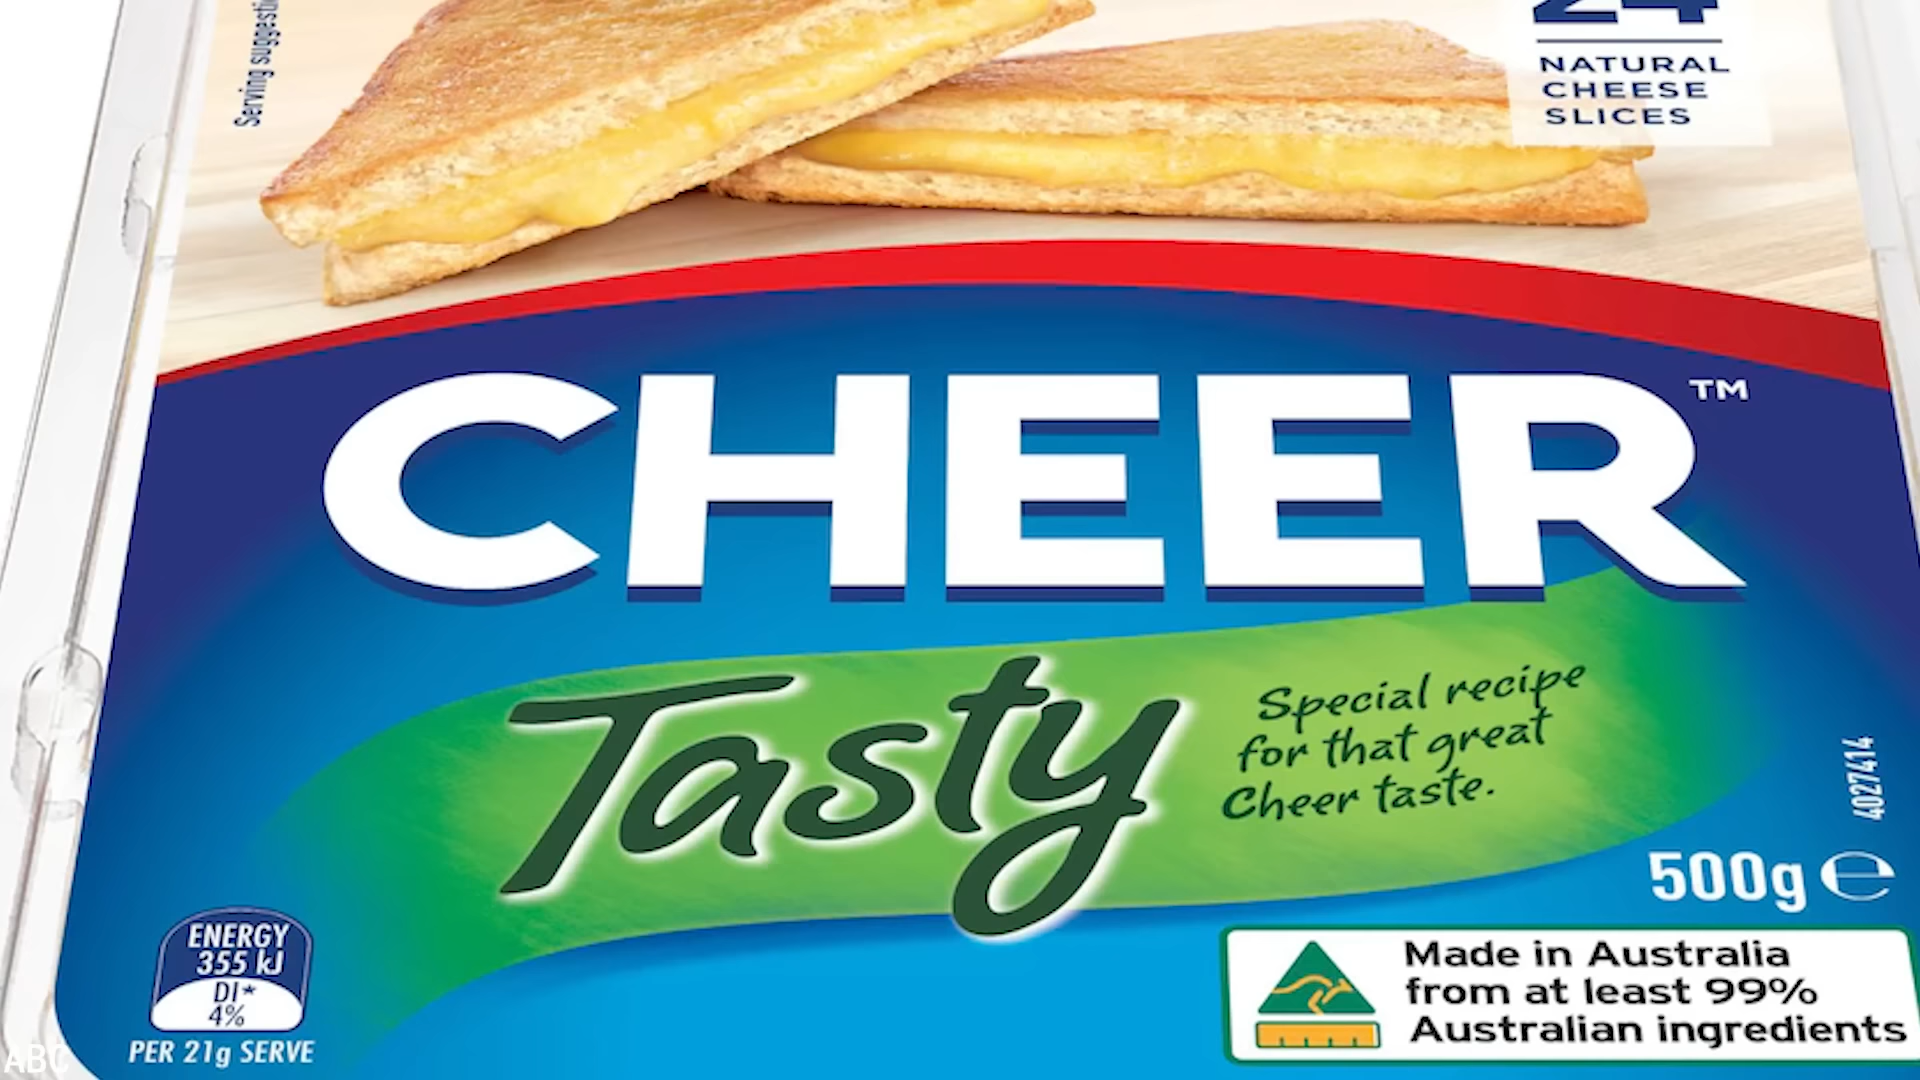 Serving suggesti
24
NATURAL
CHEESE
SLICES
CHEER™
Tasty
Special recipe
for that great
Cheer taste.
4027414
500g ℮
ENERGY
355 kJ
DI*
4%
PER 21g SERVE
Made in Australia
from at least 99%
Australian ingredients
ABC